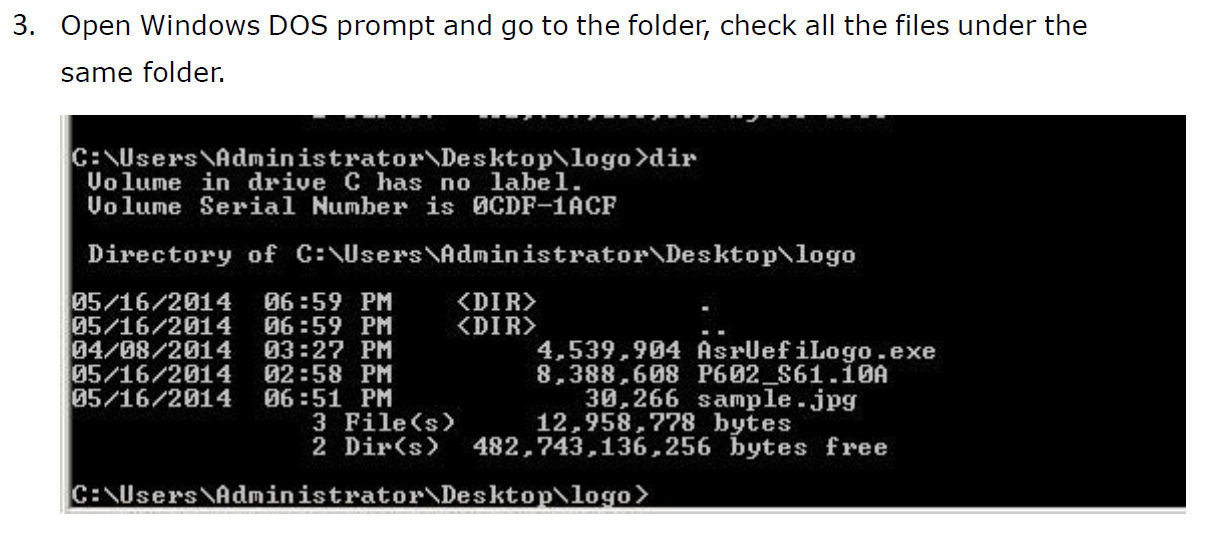 3. Open Windows DOS prompt and go to the folder, check all the files under the
same folder.
C:\Users\Administrator\Desktop\logo>dir
Volume in drive C has no label.
Volume Serial Number is 0CDF-1ACF
Directory of C:\Users\Administrator\Desktop\logo
05/16/2014  06:59 PM    <DIR>          .
05/16/2014  06:59 PM    <DIR>          ..
04/08/2014  03:27 PM         4,539,904 AsrUefiLogo.exe
05/16/2014  02:58 PM         8,388,608 P602_S61.10A
05/16/2014  06:51 PM            30,266 sample.jpg
3 File(s)     12,958,778 bytes
2 Dir(s)  482,743,136,256 bytes free
C:\Users\Administrator\Desktop\logo>